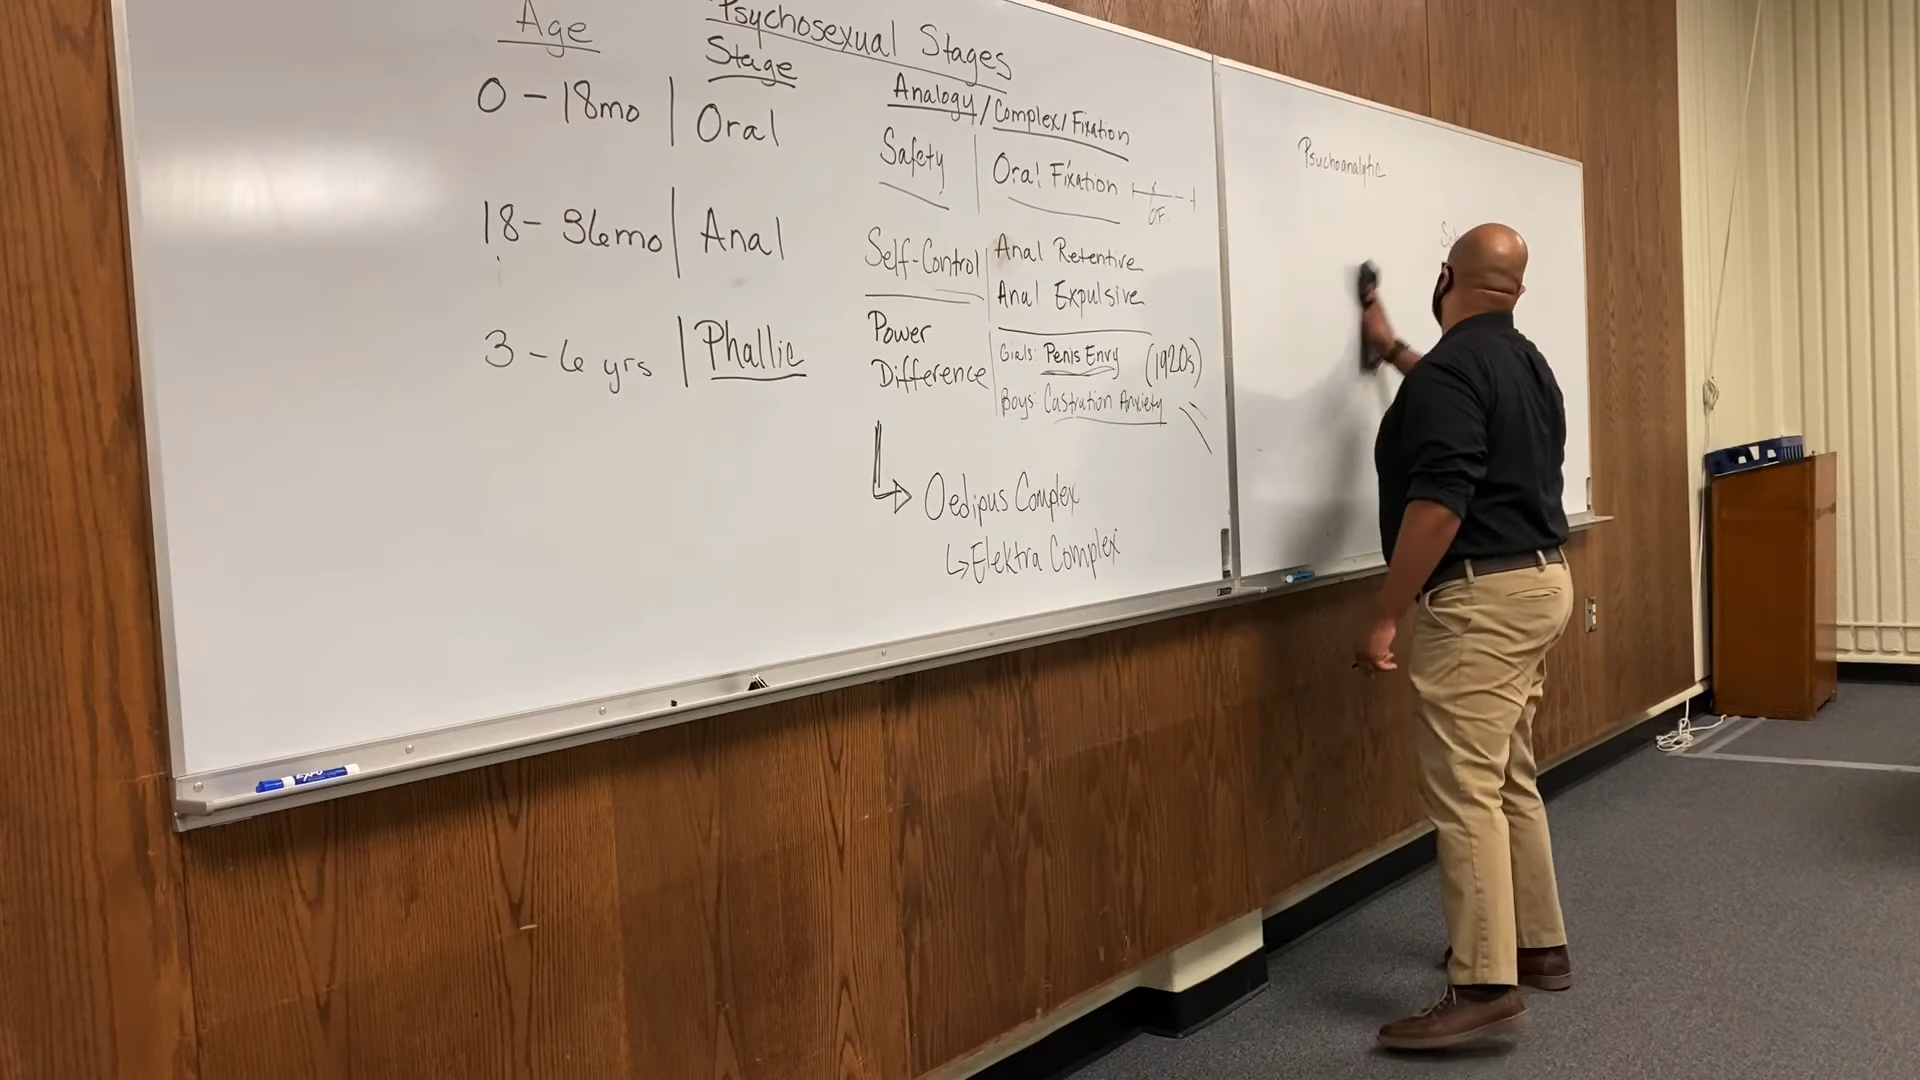 Psychosexual Stages
Age
Stage
Analogy/Complex/Fixation
0 - 18mo | Oral
Safety
Oral Fixation
O.F.
18 - 36mo | Anal
Self-Control
Anal Retentive
Anal Expulsive
3 - 6 yrs | Phallic
Power
Difference
Girls: Penis Envy (1920s)
Boys Castration Anxiety
Oedipus Complex
Elektra Complex
Psychoanalytic
EXPO